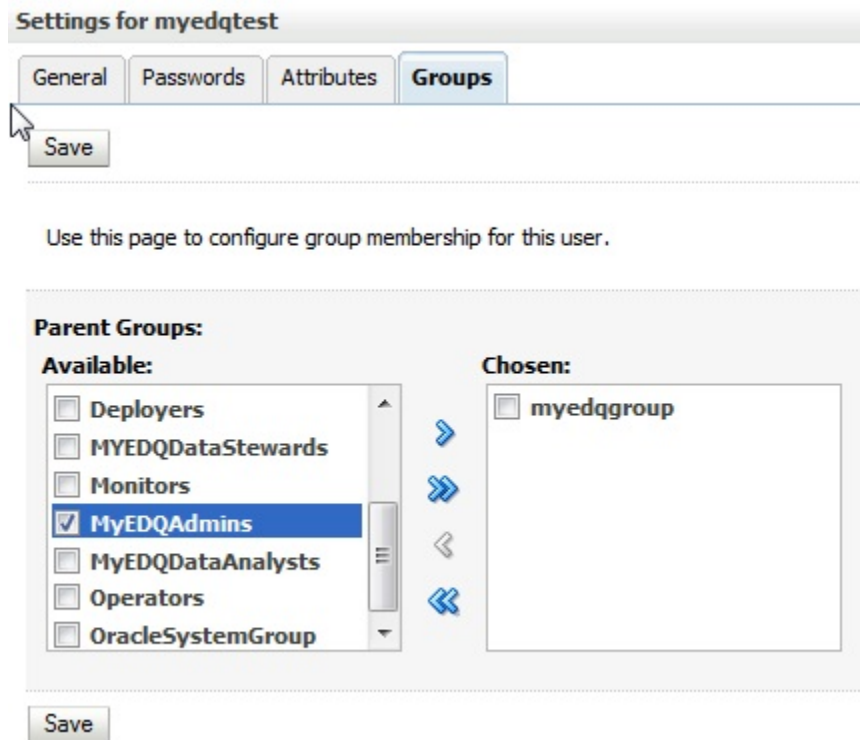 Settings for myedqtest
General Passwords Attributes Groups
Save
Use this page to configure group membership for this user.
Parent Groups:
Available: Chosen:
Deployers myedqgroup
MYEDQDataStewards
Monitors
MyEDQAdmins
MyEDQDataAnalysts
Operators
OracleSystemGroup
Save